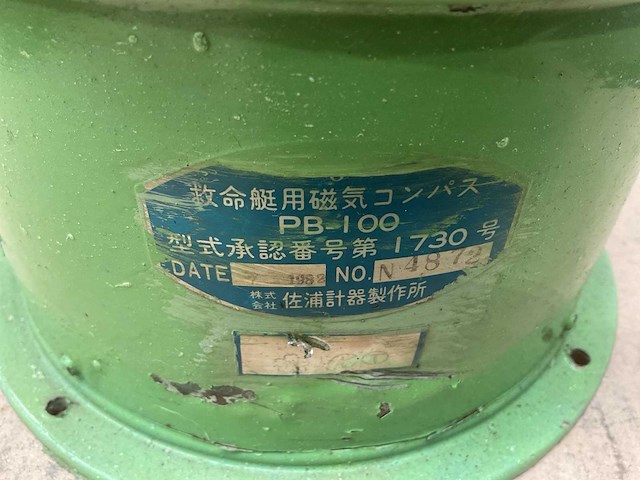 救命艇用磁気コンパス
PB-100
型式承認番号第1730号
DATE 1982 NO. N4872
株式会社 佐浦計器製作所